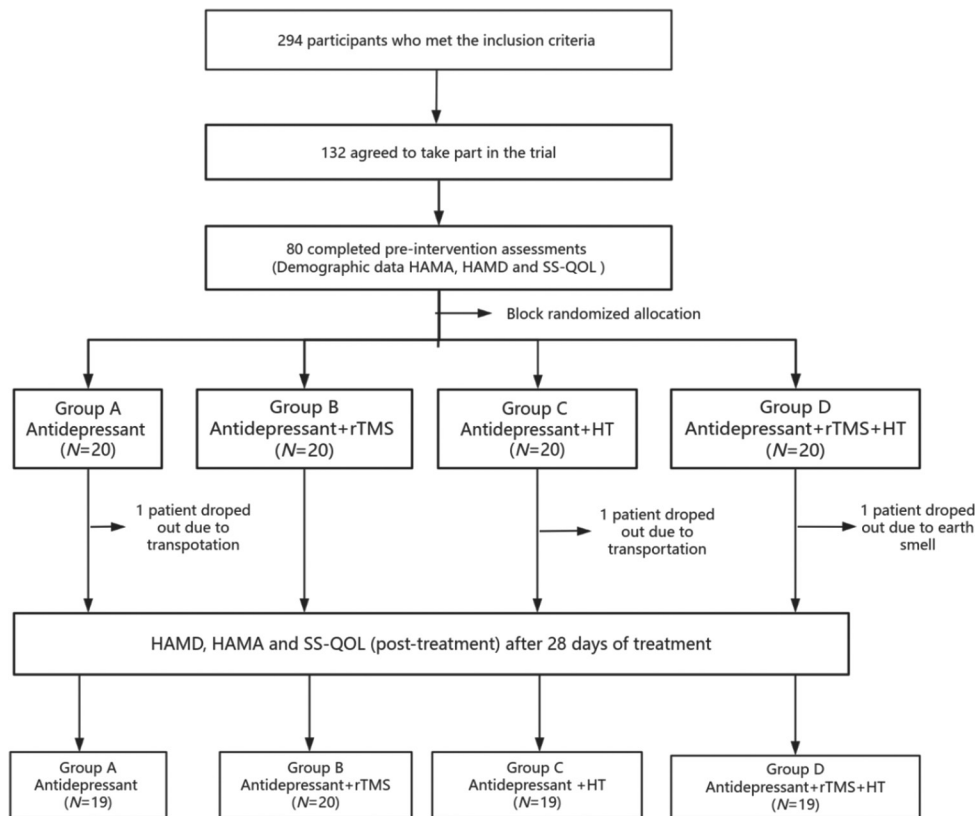 294 participants who met the inclusion criteria
132 agreed to take part in the trial
80 completed pre-intervention assessments
(Demographic data HAMA, HAMD and SS-QOL )
Block randomized allocation
Group A
Antidepressant
(N=20)
Group B
Antidepressant+rTMS
(N=20)
Group C
Antidepressant+HT
(N=20)
Group D
Antidepressant+rTMS+HT
(N=20)
1 patient droped
out due to
transpotation
1 patient droped
out due to
transportation
1 patient droped
out due to earth
smell
HAMD, HAMA and SS-QOL (post-treatment) after 28 days of treatment
Group A
Antidepressant
(N=19)
Group B
Antidepressant+rTMS
(N=20)
Group C
Antidepressant +HT
(N=19)
Group D
Antidepressant+rTMS+HT
(N=19)